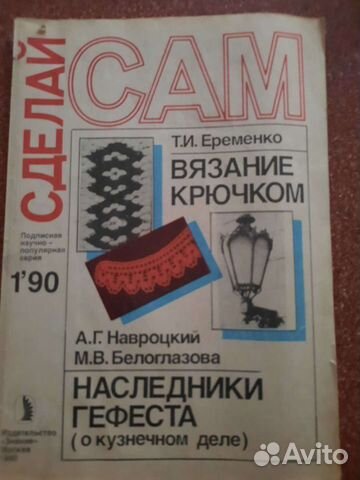 СДЕЛАЙ
САМ
Подписная
научно-
популярная
серия
1'90
Т.И. Еременко
ВЯЗАНИЕ
КРЮЧКОМ
А.Г. Навроцкий
М.В. Белоглазова
НАСЛЕДНИКИ
ГЕФЕСТА
(о кузнечном деле)
Издательство
«Знание»
Москва
1990
Avito